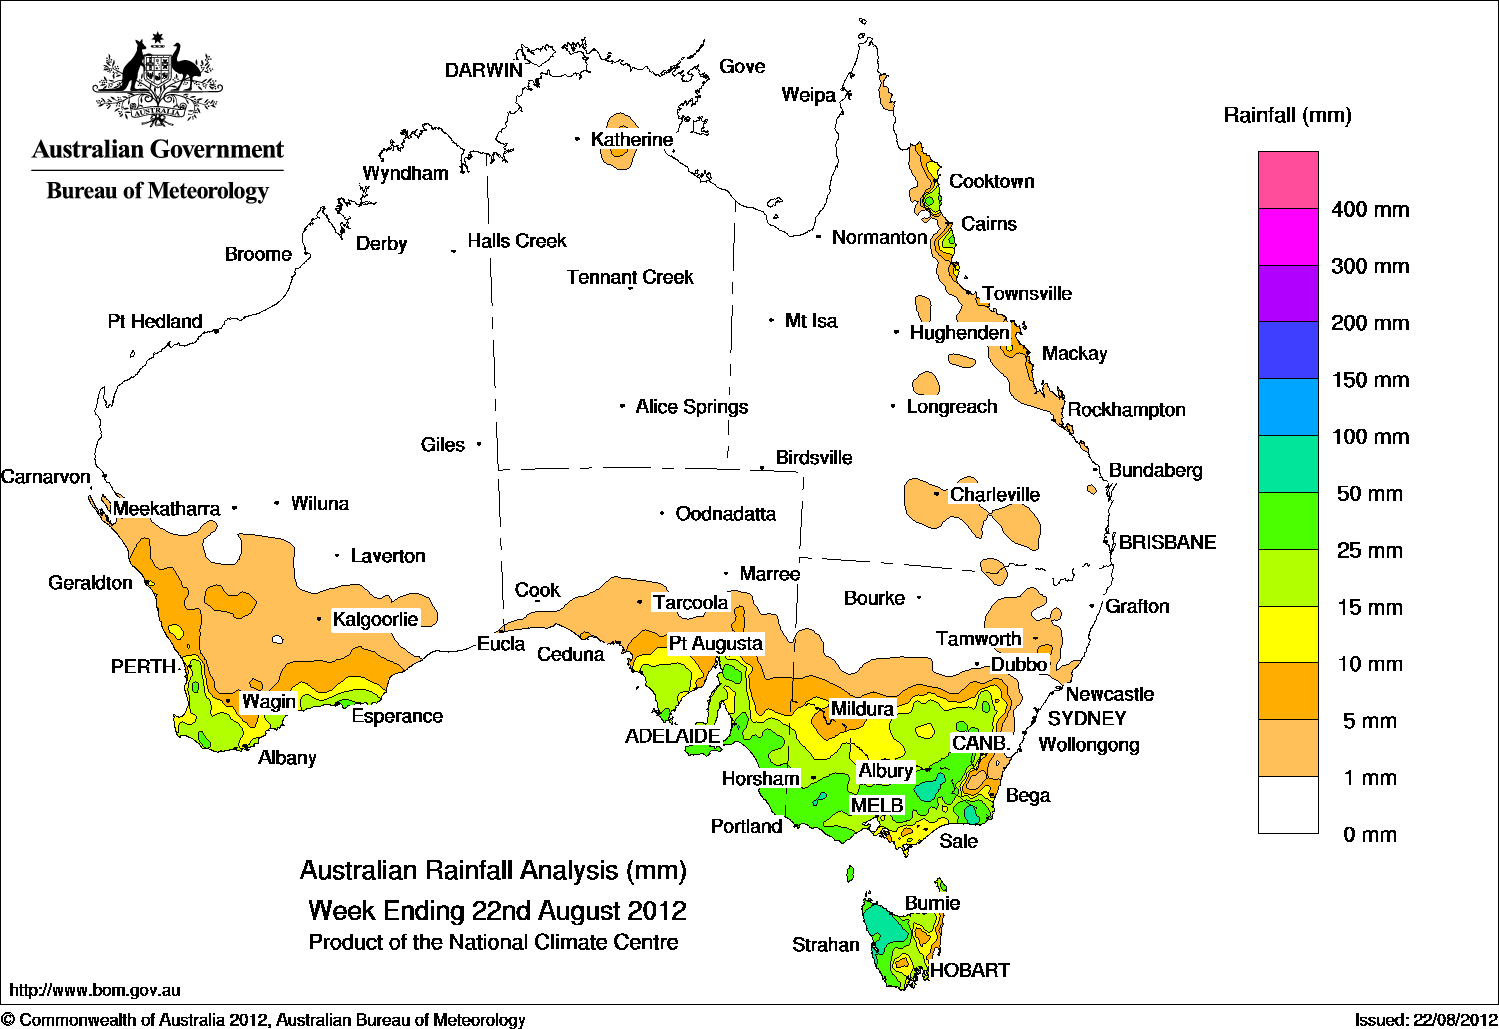 AUSTRALIA
Australian Government
Bureau of Meteorology
DARWIN
Gove
Weipa
Katherine
Wyndham
Cooktown
Cairns
Normanton
Halls Creek
Derby
Broome
Tennant Creek
Townsville
Pt Hedland
Mt Isa
Hughenden
Mackay
Alice Springs
Longreach
Rockhampton
Giles
Birdsville
Bundaberg
Carnarvon
Meekatharra
Wiluna
Charleville
Oodnadatta
BRISBANE
Laverton
Marree
Geraldton
Cook
Tarcoola
Bourke
Grafton
Kalgoorlie
Eucla
Ceduna
Pt Augusta
Tamworth
Dubbo
PERTH
Newcastle
Wagin
Esperance
Mildura
SYDNEY
ADELAIDE
CANB.
Wollongong
Albany
Horsham
Albury
Bega
MELB
Portland
Sale
Burnie
Strahan
HOBART
Rainfall (mm)
400 mm
300 mm
200 mm
150 mm
100 mm
50 mm
25 mm
15 mm
10 mm
5 mm
1 mm
0 mm
Australian Rainfall Analysis (mm)
Week Ending 22nd August 2012
Product of the National Climate Centre
http://www.bom.gov.au
© Commonwealth of Australia 2012, Australian Bureau of Meteorology
Issued: 22/08/2012